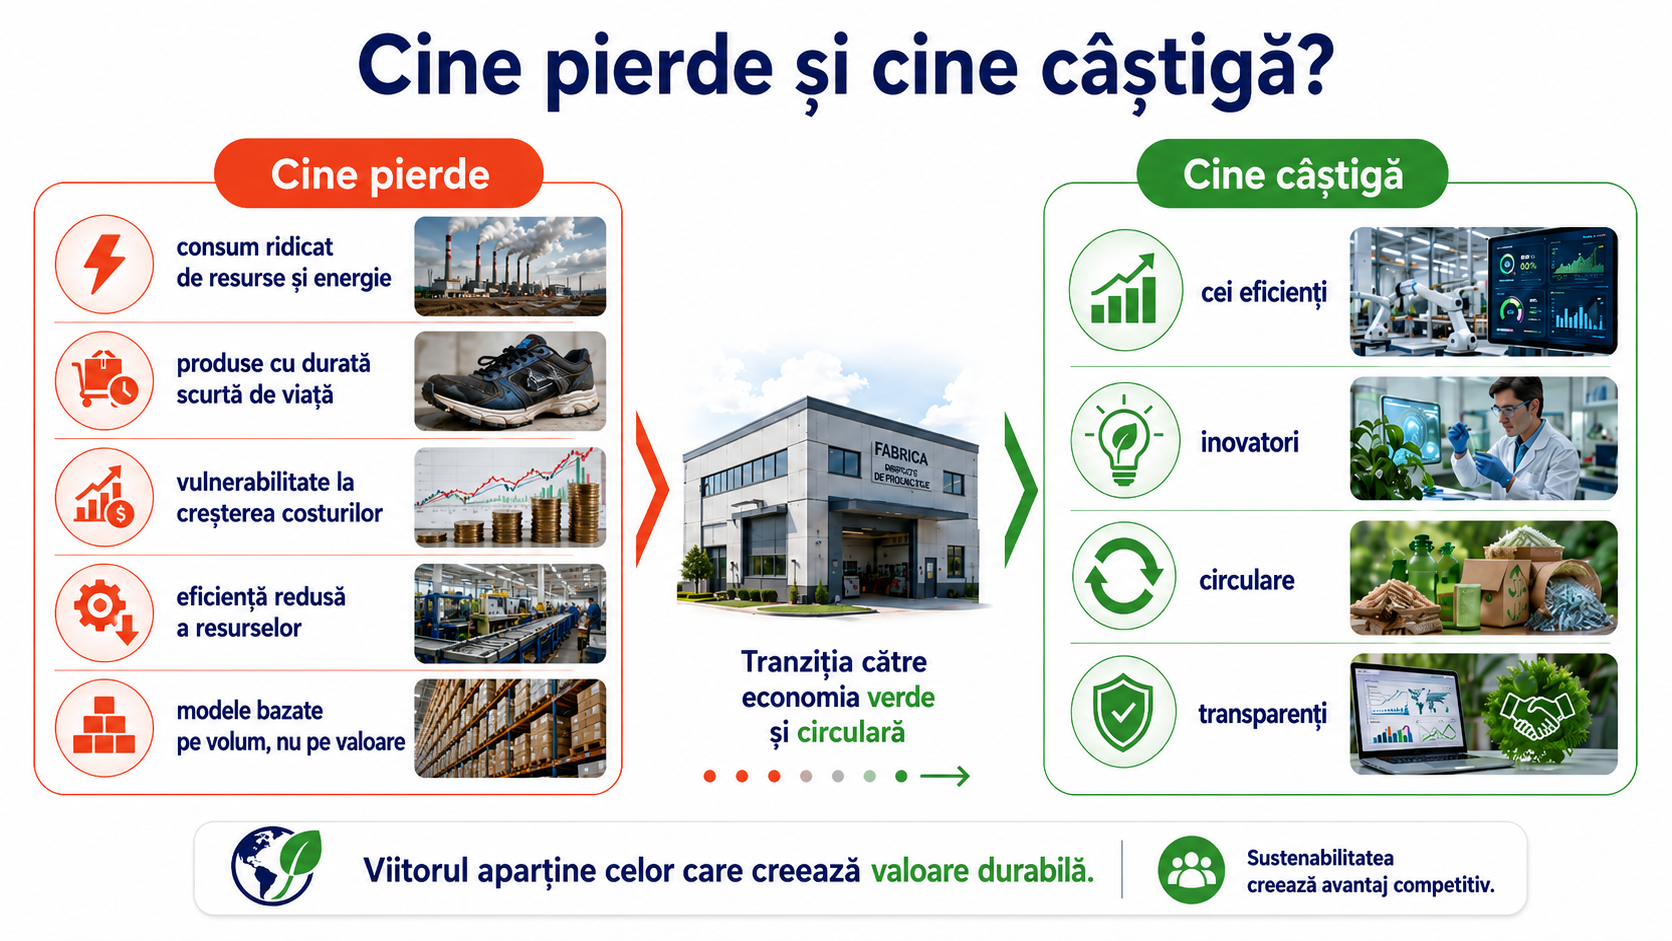 Cine pierde și cine câștigă?
Cine pierde
consum ridicat
de resurse și energie
produse cu durată
scurtă de viață
vulnerabilitate la
creșterea costurilor
$
eficiență redusă
a resurselor
modele bazate
pe volum, nu pe valoare
FABRICA
Tranziția către
economia verde
și circulară
Cine câștigă
cei eficienți
inovatori
circulare
transparenți
Viitorul aparține celor care creează valoare durabilă.
Sustenabilitatea
creează avantaj competitiv.